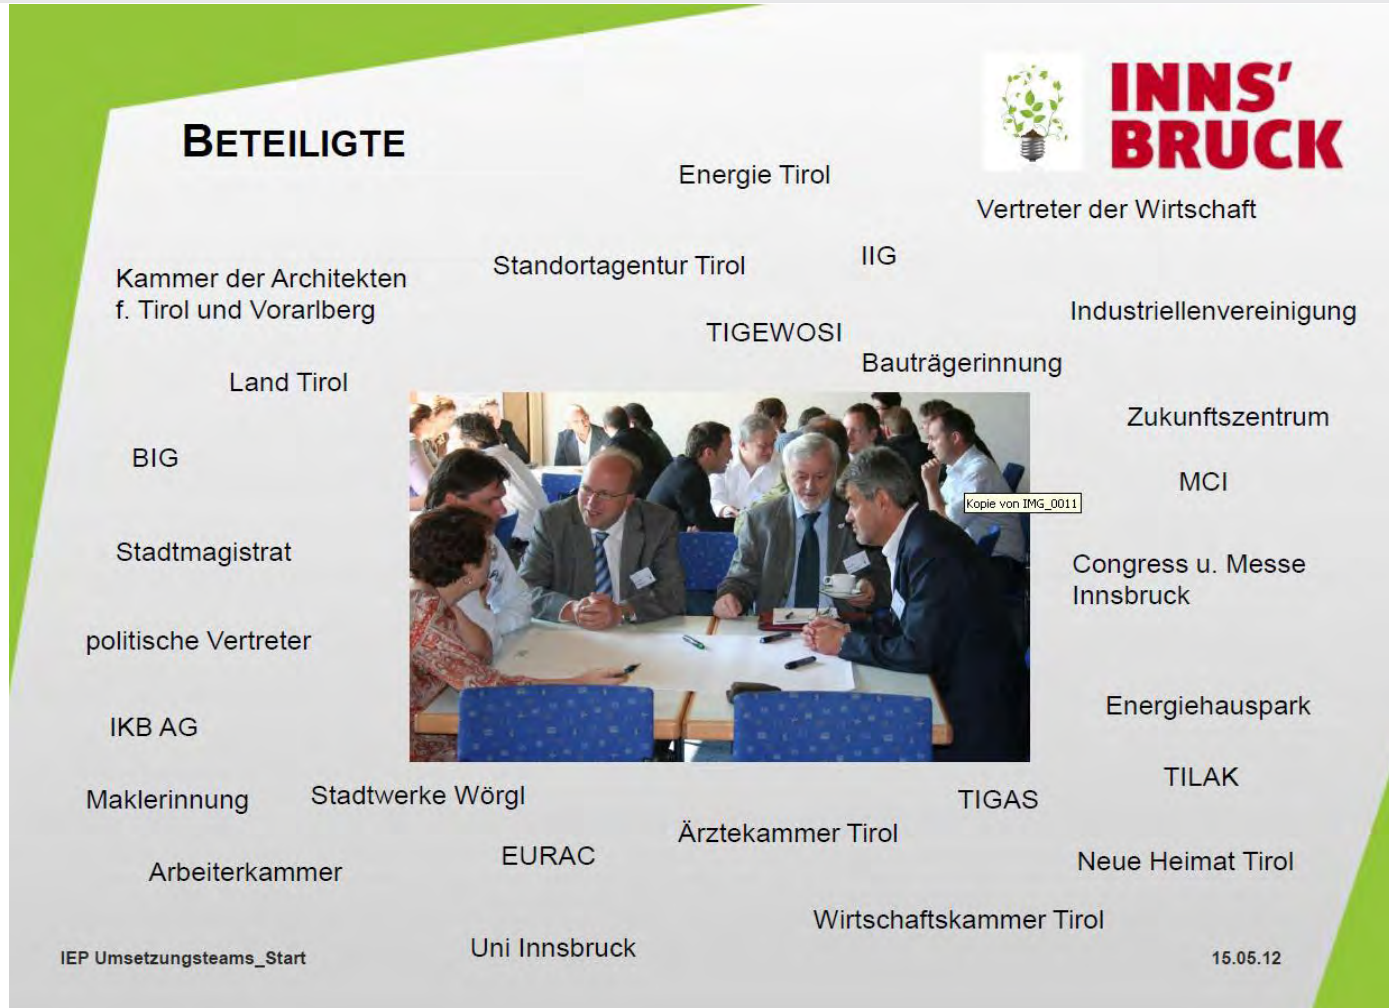 INNS'
BRUCK
BETEILIGTE
Energie Tirol
Vertreter der Wirtschaft
IIG
Standortagentur Tirol
Kammer der Architekten
f. Tirol und Vorarlberg
Industriellenvereinigung
TIGEWOSI
Bauträgerinnung
Land Tirol
Zukunftszentrum
BIG
MCI
Kopie von IMG_0011
Stadtmagistrat
Congress u. Messe
Innsbruck
politische Vertreter
Energiehauspark
IKB AG
TILAK
Maklerinnung
Stadtwerke Wörgl
TIGAS
Ärztekammer Tirol
EURAC
Neue Heimat Tirol
Arbeiterkammer
Wirtschaftskammer Tirol
Uni Innsbruck
IEP Umsetzungsteams_Start
15.05.12